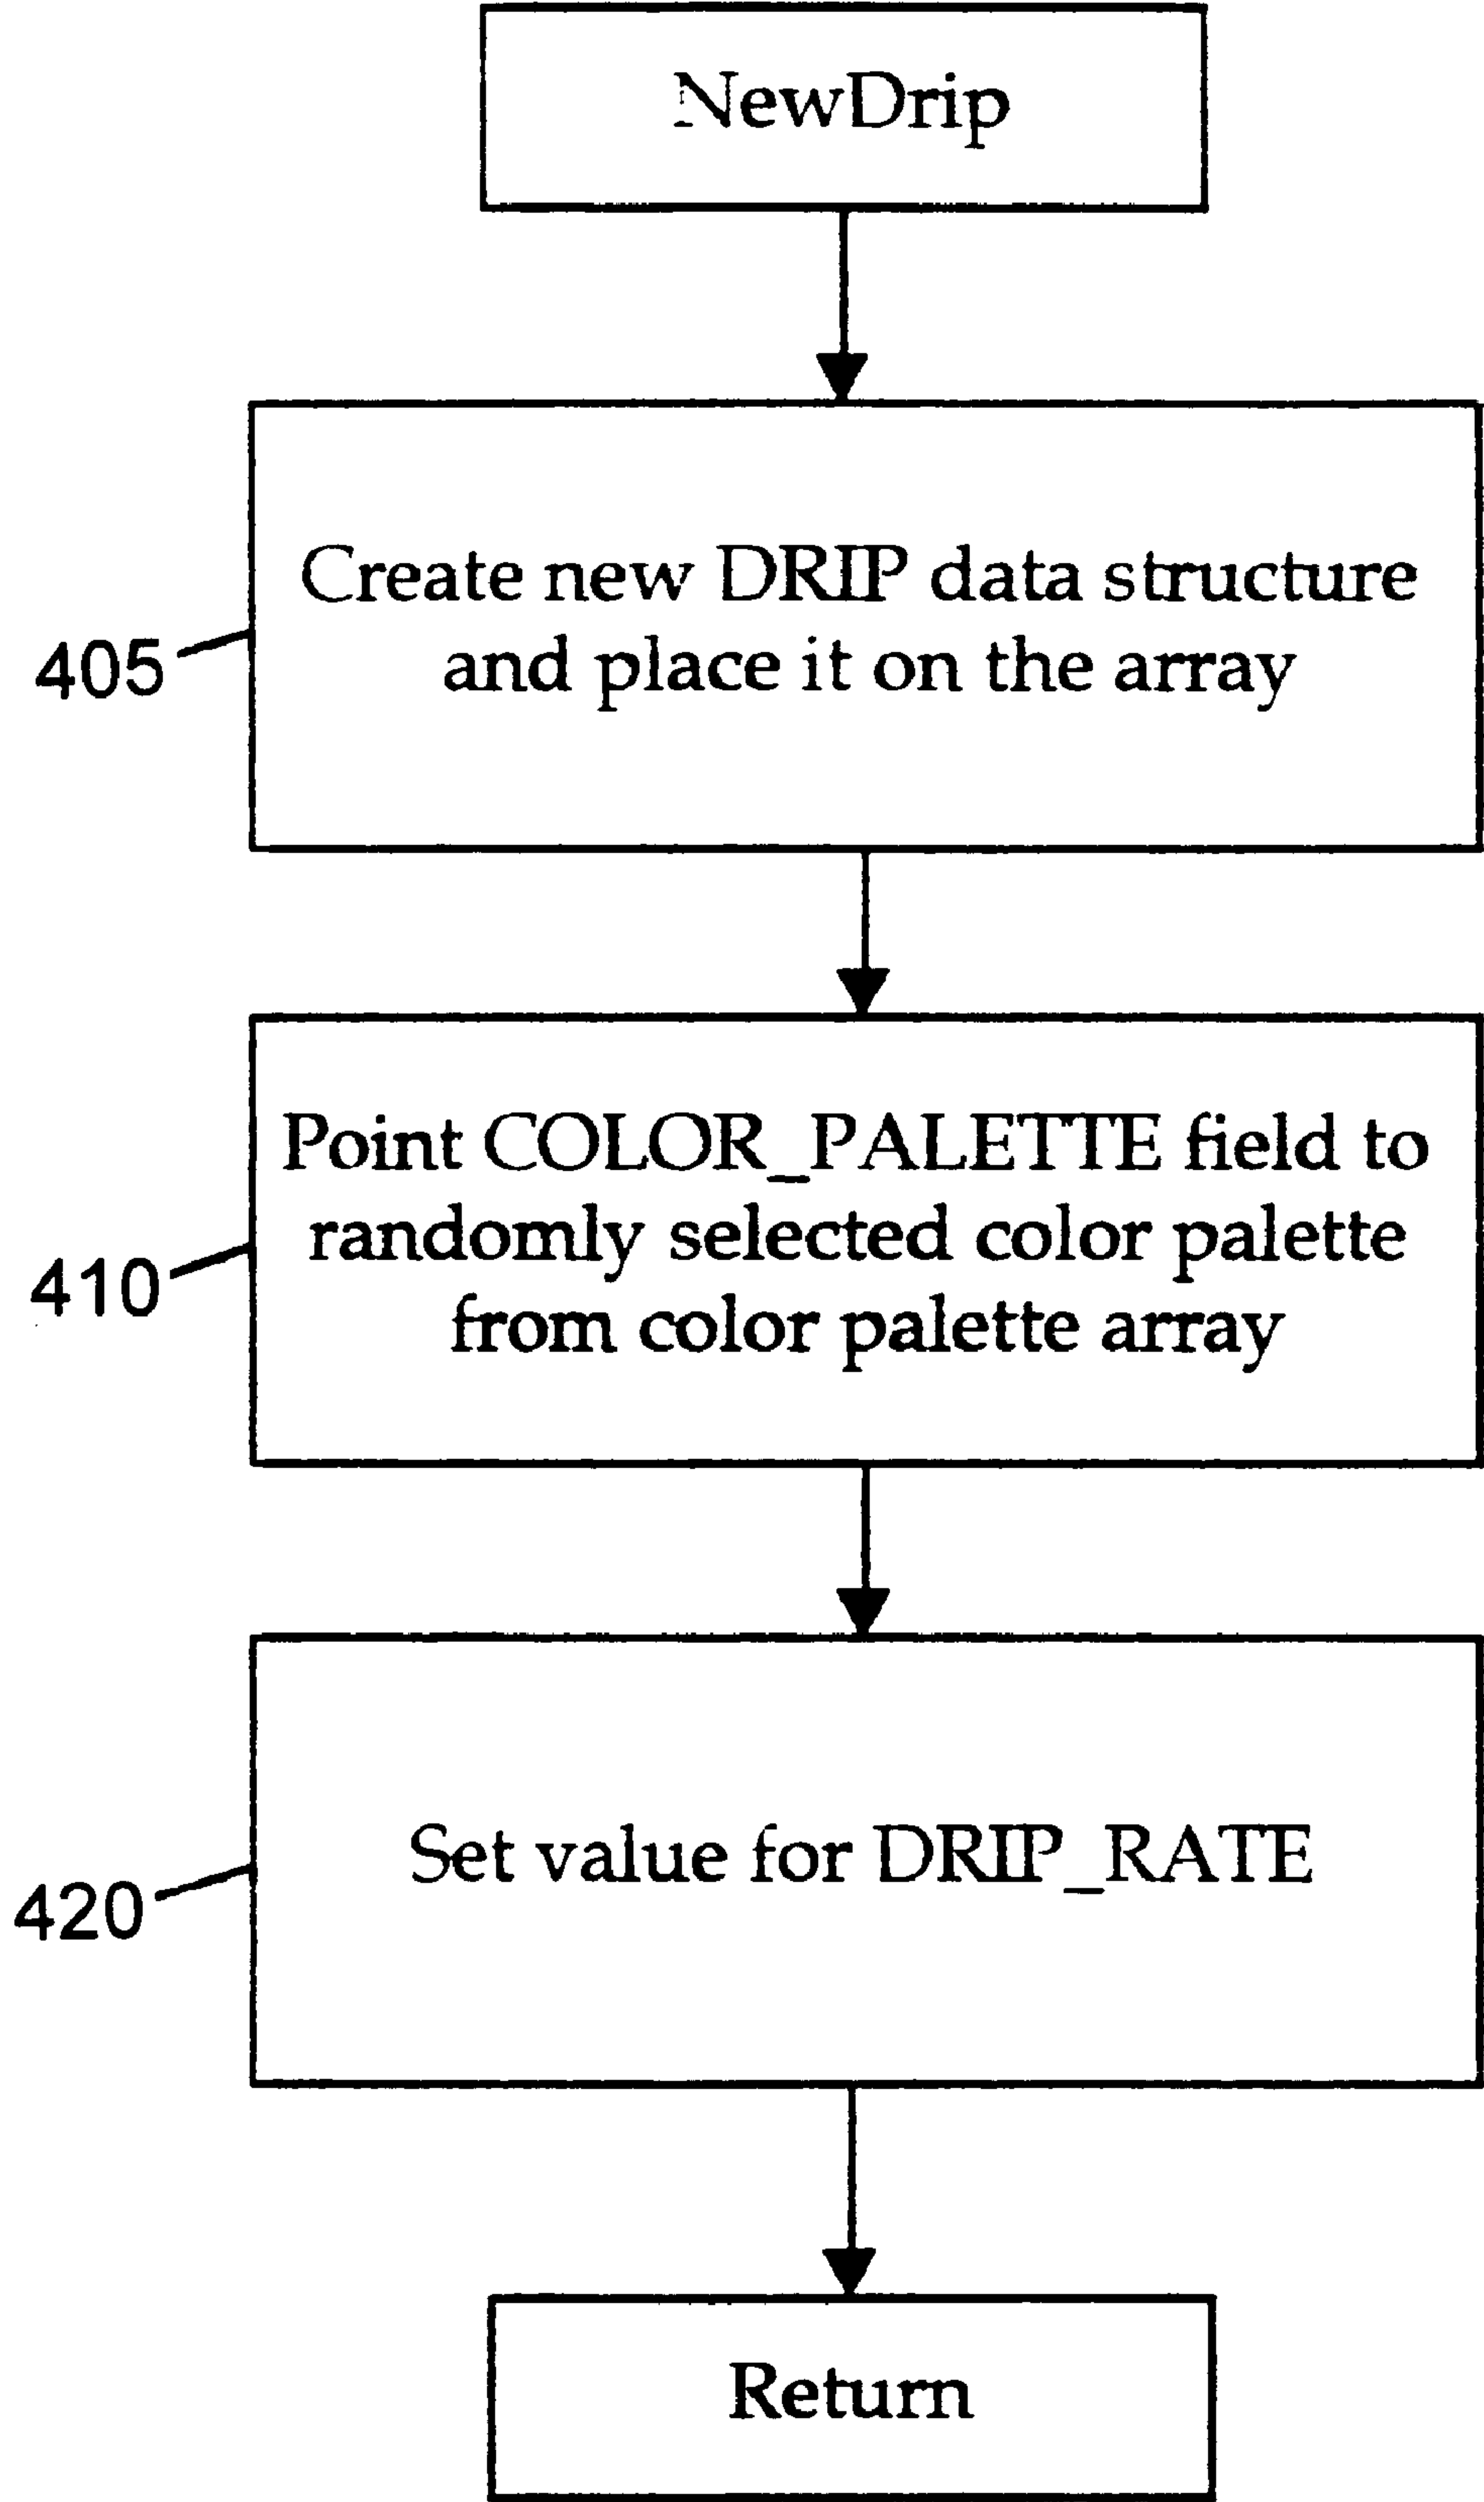 NewDrip
Create new DRIP data structure
and place it on the array
405
Point COLOR_PALETTE field to
randomly selected color palette
from color palette array
410
Set value for DRIP_RATE
420
Return